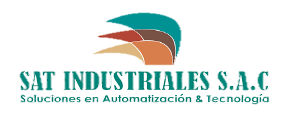 SAT INDUSTRIALES S.A.C
Soluciones en Automatización & Tecnología